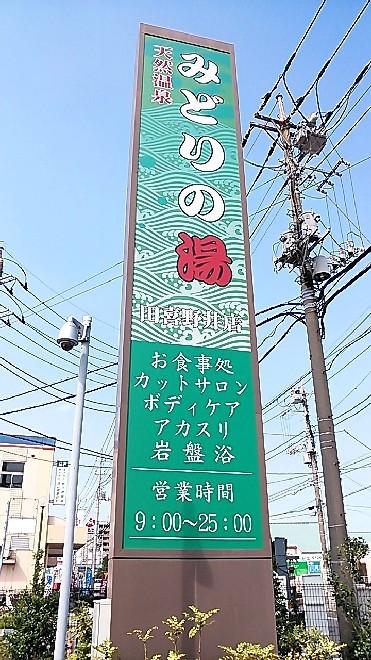 天然温泉
みどりの湯
田喜野井店
お食事処
カットサロン
ボディケア
アカスリ
岩盤浴
営業時間
9:00～25:00